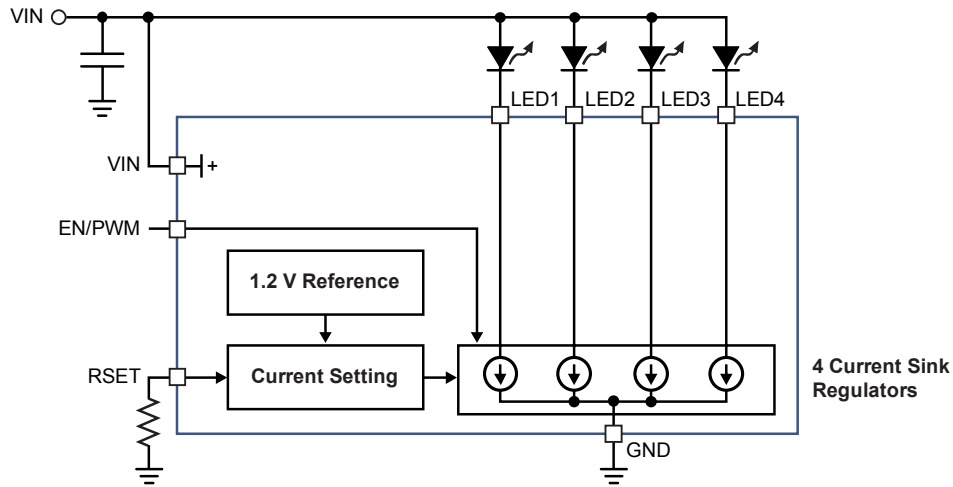 VIN
LED1
LED2
LED3
LED4
VIN
+
EN/PWM
1.2 V Reference
RSET
Current Setting
4 Current Sink
Regulators
GND